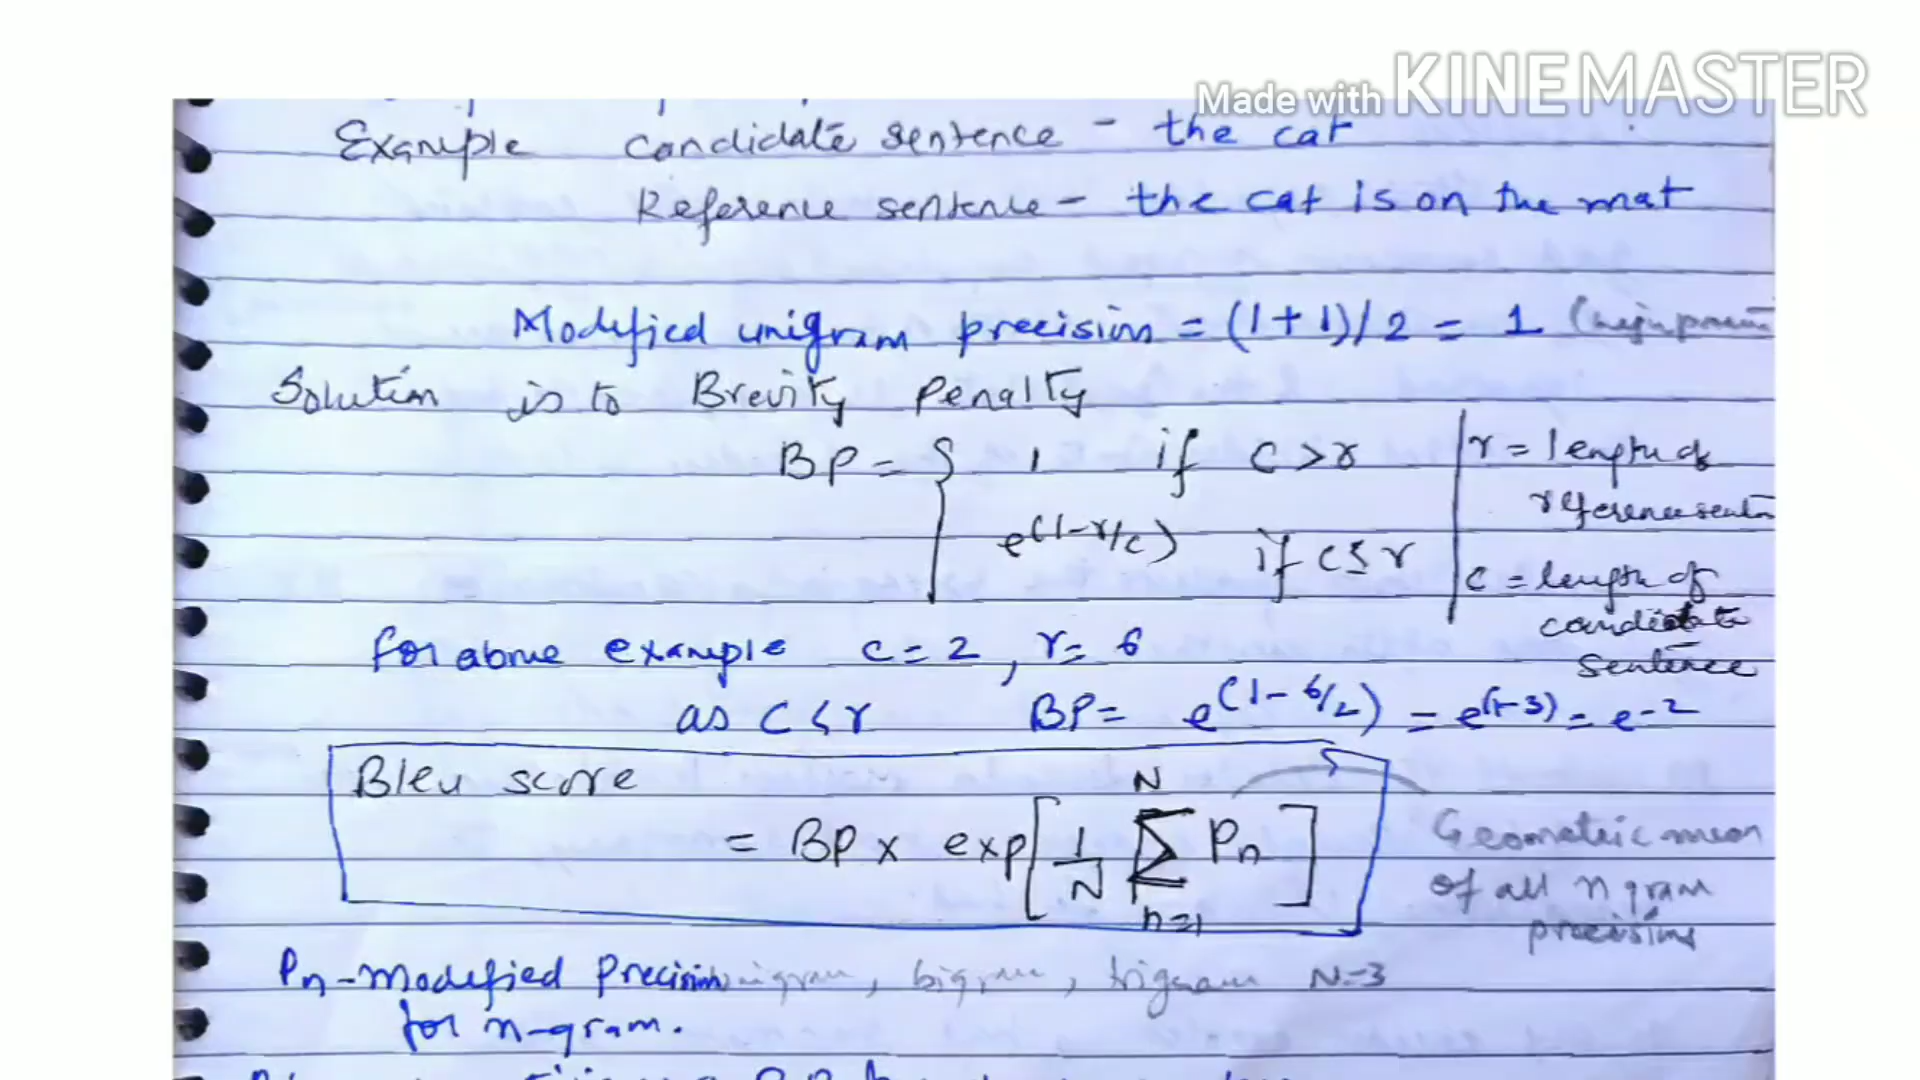 Made with KINEMASTER
Example candidate sentence - the cat
Reference sentence - the cat is on the mat
Modified unigram precision = (1+1)/2 = 1 (
Solution is to Brevity Penalty
BP = { 1 if c > r
e(1-r/c) if c ≤ r
r = length of
reference
c = length of
candidate
sentence
for above example c = 2, r = 6
as c ≤ r BP = e(1-6/2) = e(1-3) = e-2
Bleu score
= BP x exp[ 1/N N Σ n=1 Pn ]
Geometric mean
of all n gram
precisions
Pn - modified precision unigram, bigram, trigram N=3
for n-gram.